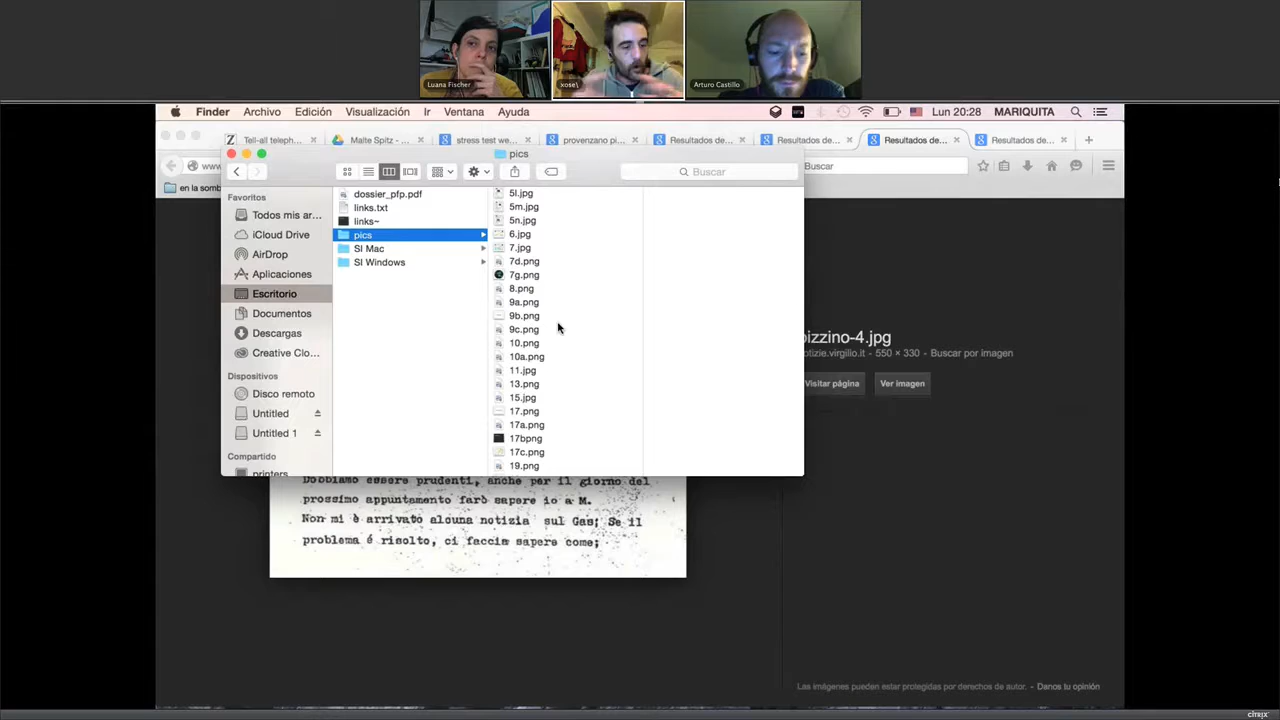 Luana Fischer
xose\
Arturo Castillo
Finder Archivo Edición Visualización Ir Ventana Ayuda Lun 20:28 MARIQUITA
Tell-all teleph... Malte Spitz - ... stress test we... provenzano pi... Resultados de... Resultados de... Resultados de... Resultados de...
pics
www
Buscar
Buscar
en la somb
Favoritos
Todos mis ar...
iCloud Drive
AirDrop
Aplicaciones
Escritorio
Documentos
Descargas
Creative Clo...
Dispositivos
Disco remoto
Untitled
Untitled 1
Compartido
printers
dossier_pfp.pdf
links.txt
links~
pics
SI Mac
SI Windows
5l.jpg
5m.jpg
5n.jpg
6.jpg
7.jpg
7d.png
7g.png
8.png
9a.png
9b.png
9c.png
10.png
10a.png
11.jpg
13.png
15.jpg
17.png
17a.png
17bpng
17c.png
19.png
pizzino-4.jpg
notizie.virgilio.it - 550 × 330 - Buscar por imagen
Visitar página
Ver imagen
Dobbiamo essere prudenti, anche per il giorno del
prossimo appuntamento farò sapere io a M.
Non mi è arrivato alcuna notizia sul Gas; Se il
problema é risolto, ci faccia sapere come;
Las imágenes pueden estar protegidas por derechos de autor. - Danos tu opinión
CITRIX